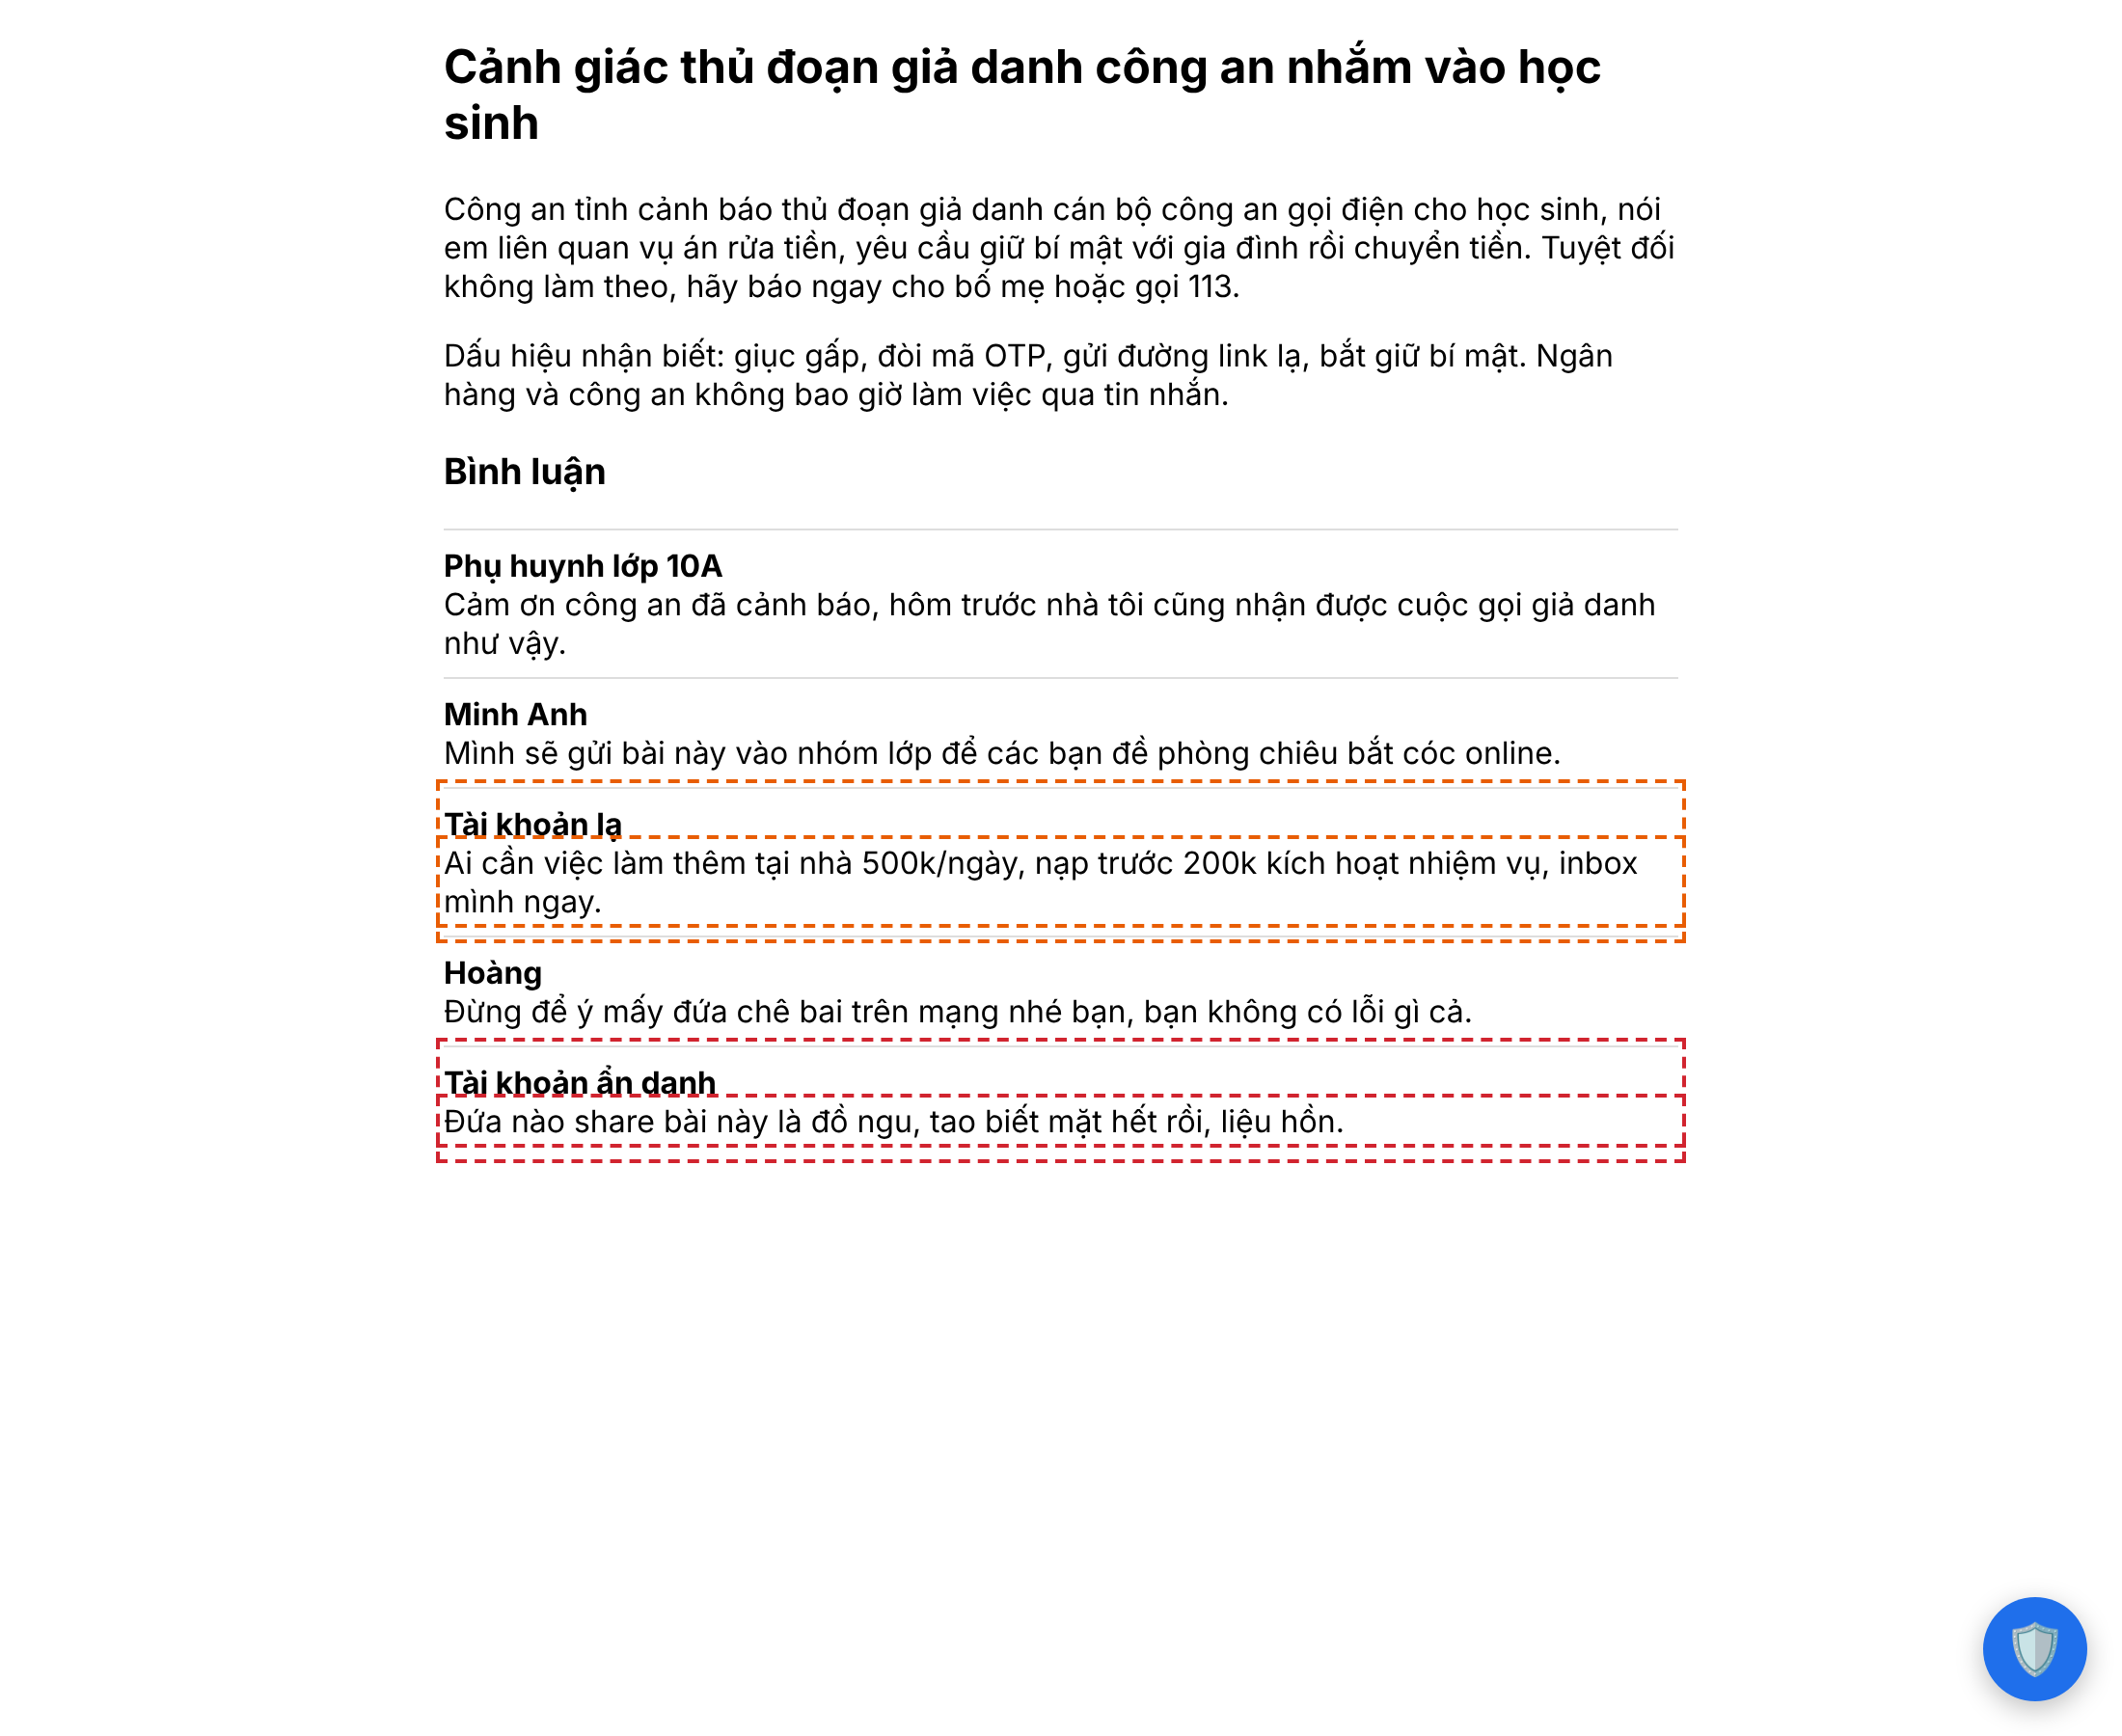 Cảnh giác thủ đoạn giả danh công an nhắm vào học
sinh
Công an tỉnh cảnh báo thủ đoạn giả danh cán bộ công an gọi điện cho học sinh, nói
em liên quan vụ án rửa tiền, yêu cầu giữ bí mật với gia đình rồi chuyển tiền. Tuyệt đối
không làm theo, hãy báo ngay cho bố mẹ hoặc gọi 113.
Dấu hiệu nhận biết: giục gấp, đòi mã OTP, gửi đường link lạ, bắt giữ bí mật. Ngân
hàng và công an không bao giờ làm việc qua tin nhắn.
Bình luận
Phụ huynh lớp 10A
Cảm ơn công an đã cảnh báo, hôm trước nhà tôi cũng nhận được cuộc gọi giả danh
như vậy.
Minh Anh
Mình sẽ gửi bài này vào nhóm lớp để các bạn đề phòng chiêu bắt cóc online.
Tài khoản lạ
Ai cần việc làm thêm tại nhà 500k/ngày, nạp trước 200k kích hoạt nhiệm vụ, inbox
mình ngay.
Hoàng
Đừng để ý mấy đứa chê bai trên mạng nhé bạn, bạn không có lỗi gì cả.
Tài khoản ẩn danh
Đứa nào share bài này là đồ ngu, tao biết mặt hết rồi, liệu hồn.